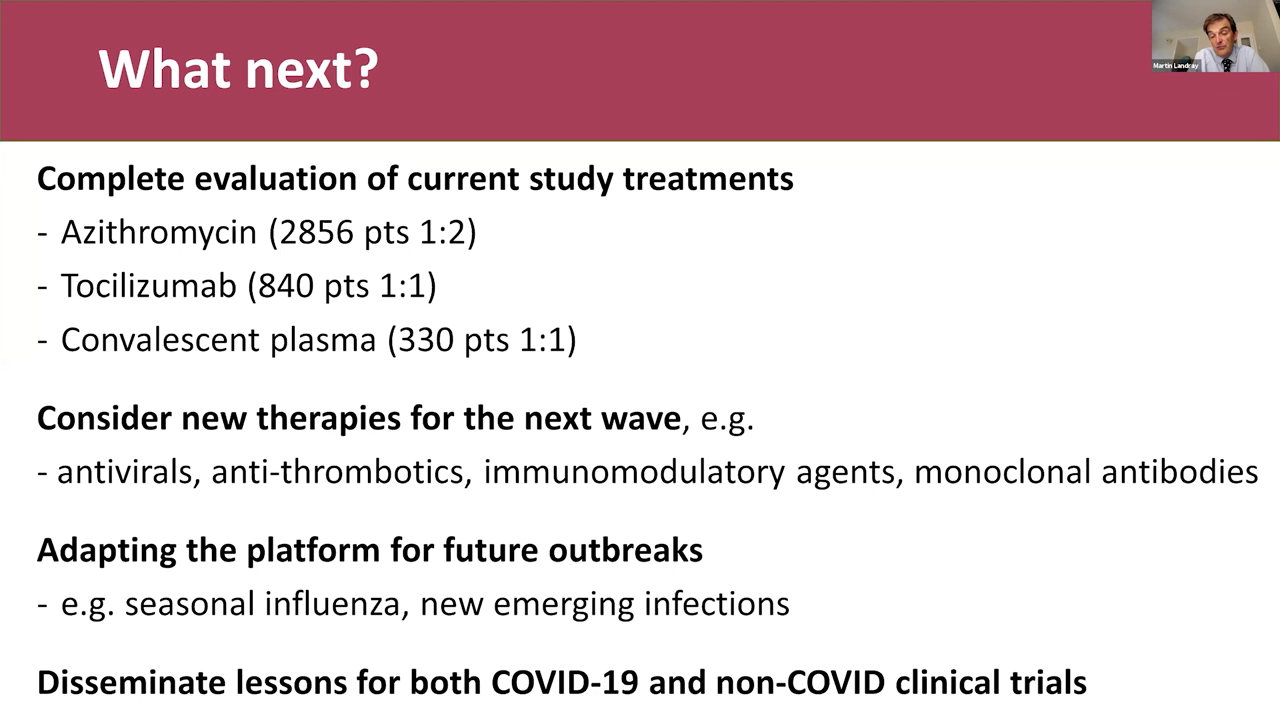 What next?
Martin Landray
Complete evaluation of current study treatments
- Azithromycin (2856 pts 1:2)
- Tocilizumab (840 pts 1:1)
- Convalescent plasma (330 pts 1:1)
Consider new therapies for the next wave, e.g.
- antivirals, anti-thrombotics, immunomodulatory agents, monoclonal antibodies
Adapting the platform for future outbreaks
- e.g. seasonal influenza, new emerging infections
Disseminate lessons for both COVID-19 and non-COVID clinical trials